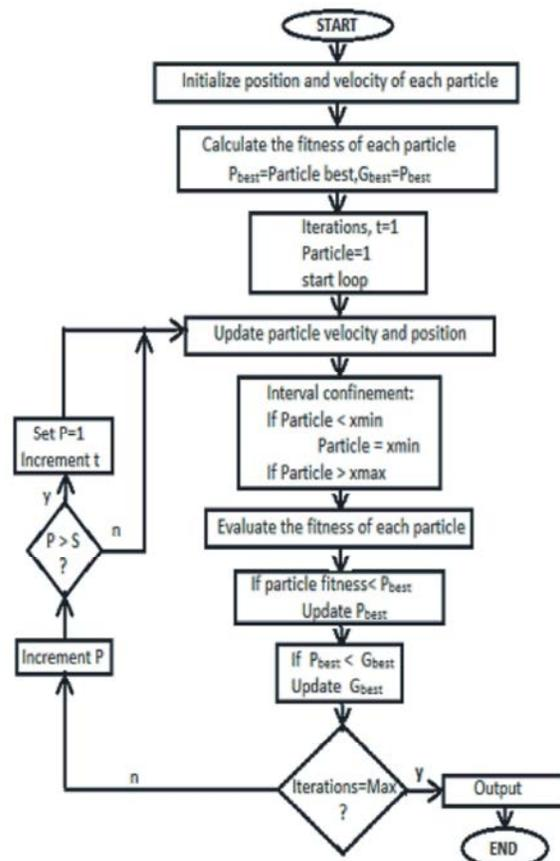 START
Initialize position and velocity of each particle
Calculate the fitness of each particle
Pbest=Particle best,Gbest=Pbest
Iterations, t=1
Particle=1
start loop
Update particle velocity and position
Interval confinement:
If Particle < xmin
Particle = xmin
If Particle > xmax
Set P=1
Increment t
y
n
P > S
?
Evaluate the fitness of each particle
If particle fitness< Pbest
Update Pbest
Increment P
If Pbest < Gbest
Update Gbest
n
Iterations=Max
?
y
Output
END